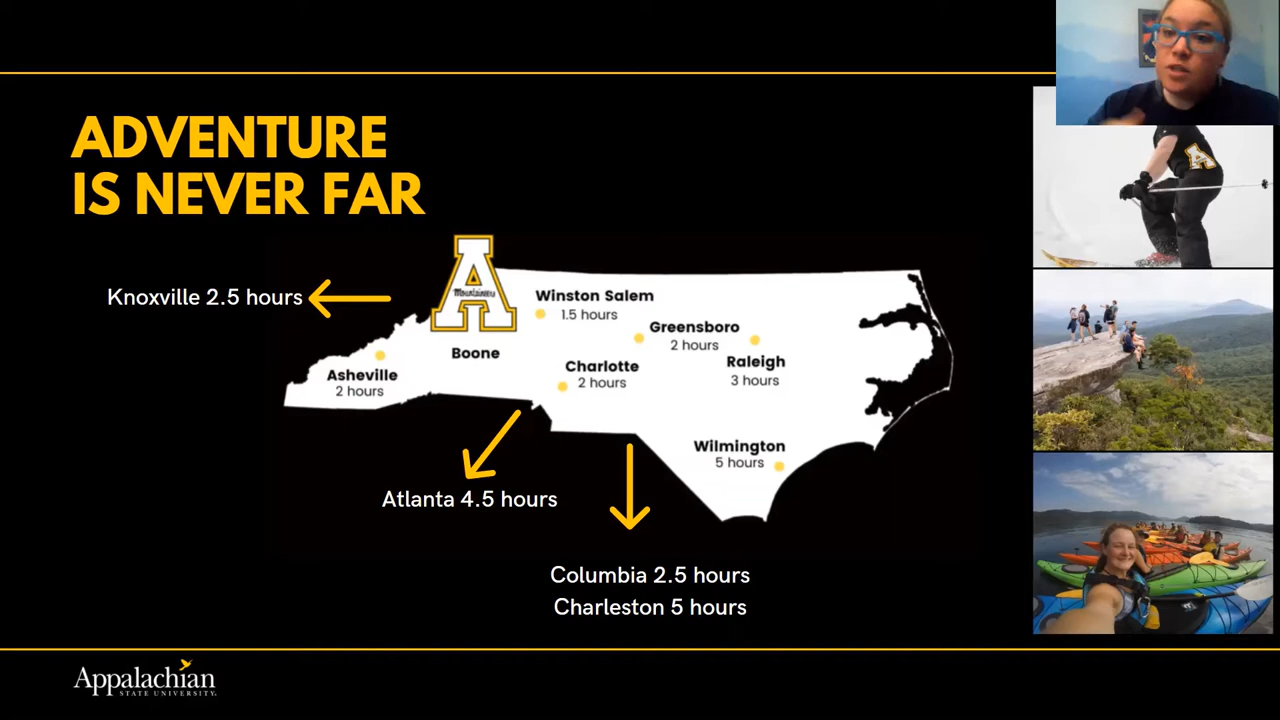 ADVENTURE
IS NEVER FAR
Knoxville 2.5 hours
A
Mountaineers
Boone
Winston Salem
1.5 hours
Greensboro
2 hours
Raleigh
3 hours
Charlotte
2 hours
Asheville
2 hours
Wilmington
5 hours
Atlanta 4.5 hours
Columbia 2.5 hours
Charleston 5 hours
A
Appalachian
STATE UNIVERSITY.